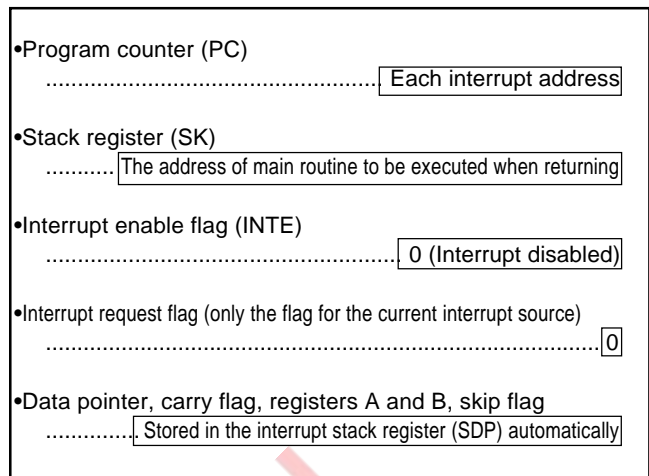 •Program counter (PC)
............................................................ Each interrupt address
•Stack register (SK)
........... The address of main routine to be executed when returning
•Interrupt enable flag (INTE)
............................................................ 0 (Interrupt disabled)
•Interrupt request flag (only the flag for the current interrupt source)
................................................................................. 0
•Data pointer, carry flag, registers A and B, skip flag
............... Stored in the interrupt stack register (SDP) automatically